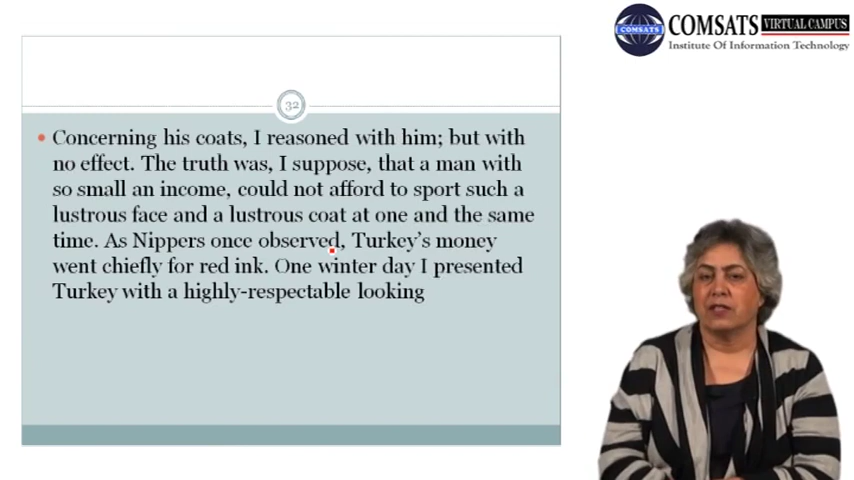 COMSATS VIRTUAL CAMPUS
COMSATS
Institute Of Information Technology
32
• Concerning his coats, I reasoned with him; but with
no effect. The truth was, I suppose, that a man with
so small an income, could not afford to sport such a
lustrous face and a lustrous coat at one and the same
time. As Nippers once observed, Turkey's money
went chiefly for red ink. One winter day I presented
Turkey with a highly-respectable looking